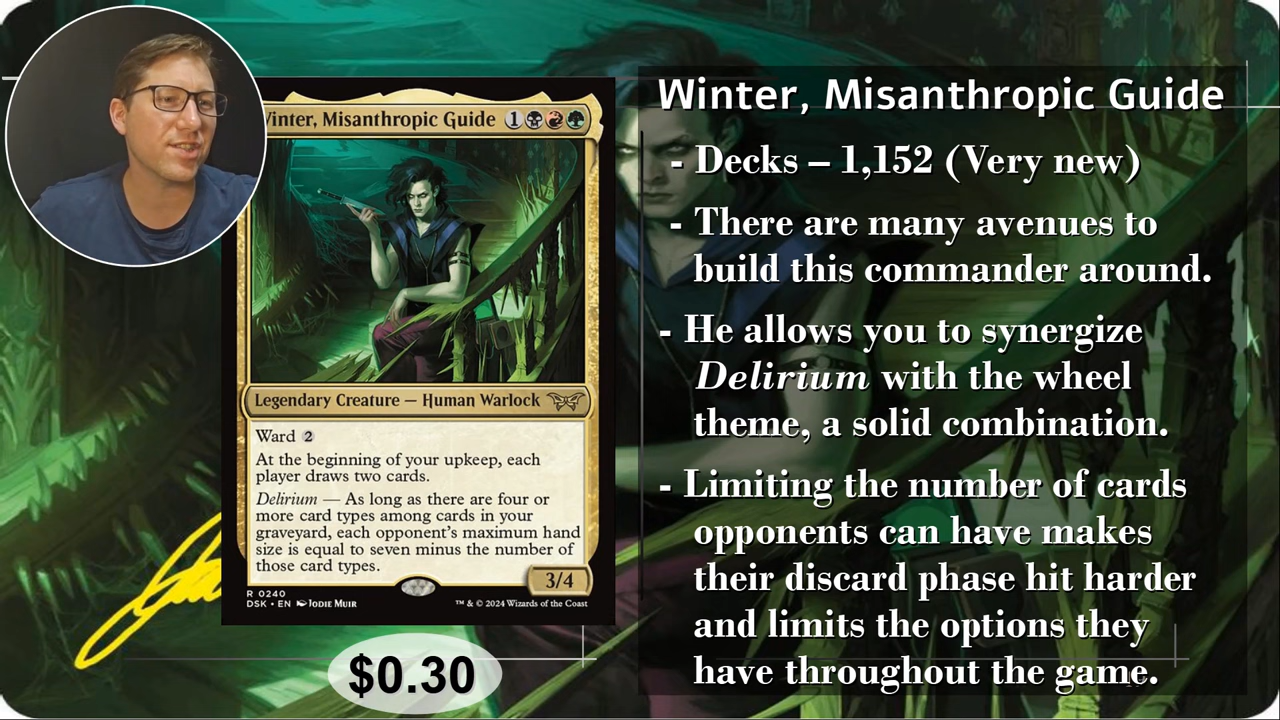 Winter, Misanthropic Guide 1
Legendary Creature — Human Warlock
Ward 2
At the beginning of your upkeep, each
player draws two cards.
Delirium — As long as there are four or
more card types among cards in your
graveyard, each opponent's maximum hand
size is equal to seven minus the number of
those card types.
3/4
R 0240
DSK • EN Jodie Muir
™ & © 2024 Wizards of the Coast
$0.30
Winter, Misanthropic Guide
- Decks – 1,152 (Very new)
- There are many avenues to
build this commander around.
- He allows you to synergize
Delirium with the wheel
theme, a solid combination.
- Limiting the number of cards
opponents can have makes
their discard phase hit harder
and limits the options they
have throughout the game.